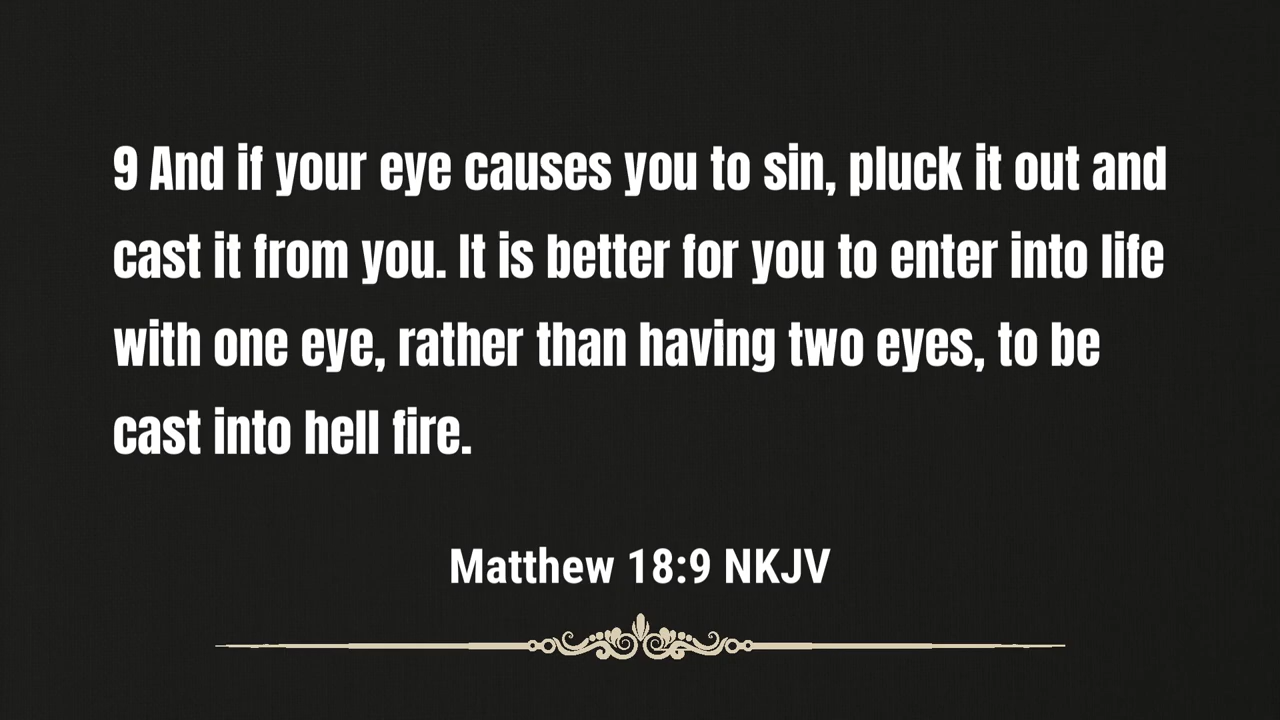 9 And if your eye causes you to sin, pluck it out and
cast it from you. It is better for you to enter into life
with one eye, rather than having two eyes, to be
cast into hell fire.
Matthew 18:9 NKJV